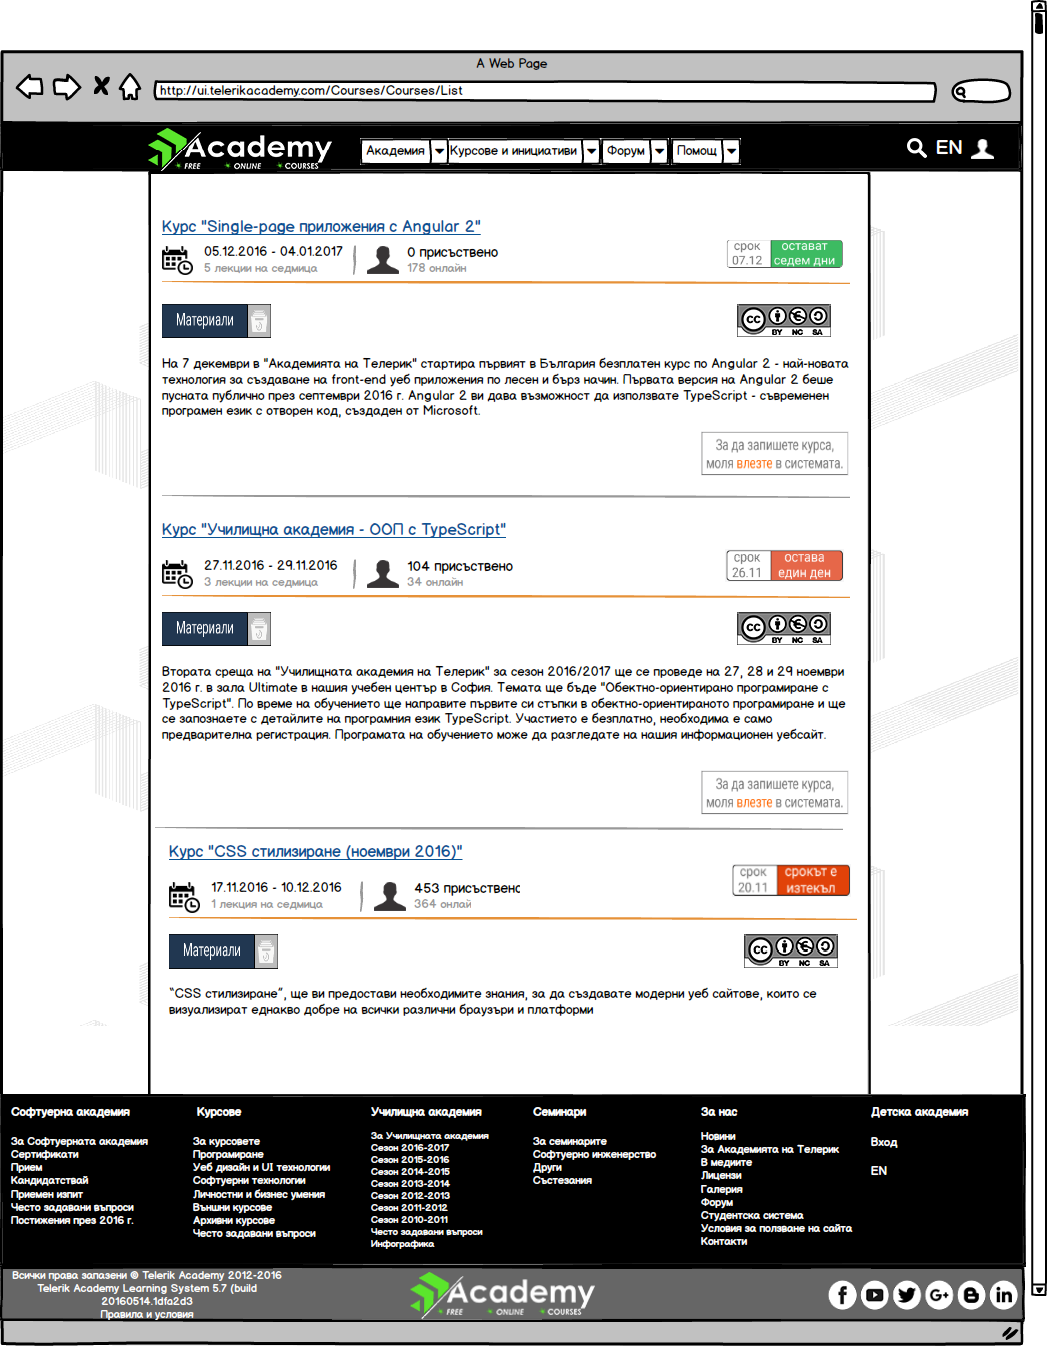 A Web Page
http://ui.telerikacademy.com/Courses/Courses/List
Academy
FREE ONLINE COURSES
Академия
Курсове и инициативи
Форум
Помощ
EN
Курс "Single-page приложения с Angular 2"
05.12.2016 - 04.01.2017
5 лекции на седмица
0 присъствено
178 онлайн
срок
07.12
остават
седем дни
Материали
CC BY NC SA
На 7 декември в "Академията на Телерик" стартира първият в България безплатен курс по Angular 2 - най-новата
технология за създаване на front-end уеб приложения по лесен и бърз начин. Първата версия на Angular 2 беше
пусната публично през септември 2016 г. Angular 2 ви дава възможност да използвате TypeScript - съвременен
програмен език с отворен код, създаден от Microsoft.
За да запишете курса,
моля влезте в системата.
Курс "Училищна академия - ООП с TypeScript"
27.11.2016 - 29.11.2016
3 лекции на седмица
104 присъствено
34 онлайн
срок
26.11
остава
един ден
Материали
CC BY NC SA
Втората среща на "Училищната академия на Телерик" за сезон 2016/2017 ще се проведе на 27, 28 и 29 ноември
2016 г. в зала Ultimate в нашия учебен център в София. Темата ще бъде "Обектно-ориентирано програмиране с
TypeScript". По време на обучението ще направите първите си стъпки в обектно-ориентираното програмиране и ще
се запознаете с детайлите на програмния език TypeScript. Участието е безплатно, необходима е само
предварителна регистрация. Програмата на обучението може да разгледате на нашия информационен уебсайт.
За да запишете курса,
моля влезте в системата.
Курс "CSS стилизиране (ноември 2016)"
17.11.2016 - 10.12.2016
1 лекция на седмица
453 присъствено
364 онлай
срок
20.11
срокът е
изтекъл
Материали
CC BY NC SA
"CSS стилизиране", ще ви предостави необходимите знания, за да създавате модерни уеб сайтове, които се
визуализират еднакво добре на всички различни браузъри и платформи
Софтуерна академия
За Софтуерната академия
Сертификати
Прием
Кандидатствай
Приемен изпит
Често задавани въпроси
Постижения през 2016 г.
Курсове
За курсовете
Програмиране
Уеб дизайн и UI технологии
Софтуерни технологии
Личностни и бизнес умения
Външни курсове
Архивни курсове
Често задавани въпроси
Училищна академия
За Училищната академия
Сезон 2016-2017
Сезон 2015-2016
Сезон 2014-2015
Сезон 2013-2014
Сезон 2012-2013
Сезон 2011-2012
Сезон 2010-2011
Често задавани въпроси
Инфографика
Семинари
За семинарите
Софтуерно инженерство
Други
Състезания
За нас
Новини
За Академията на Телерик
В медиите
Лицензи
Галерия
Форум
Студентска система
Условия за ползване на сайта
Контакти
Детска академия
Вход
EN
Всички права запазени © Telerik Academy 2012-2016
Telerik Academy Learning System 5.7 (build
20160514.1dfa2d3
Правила и условия
Academy
FREE ONLINE COURSES